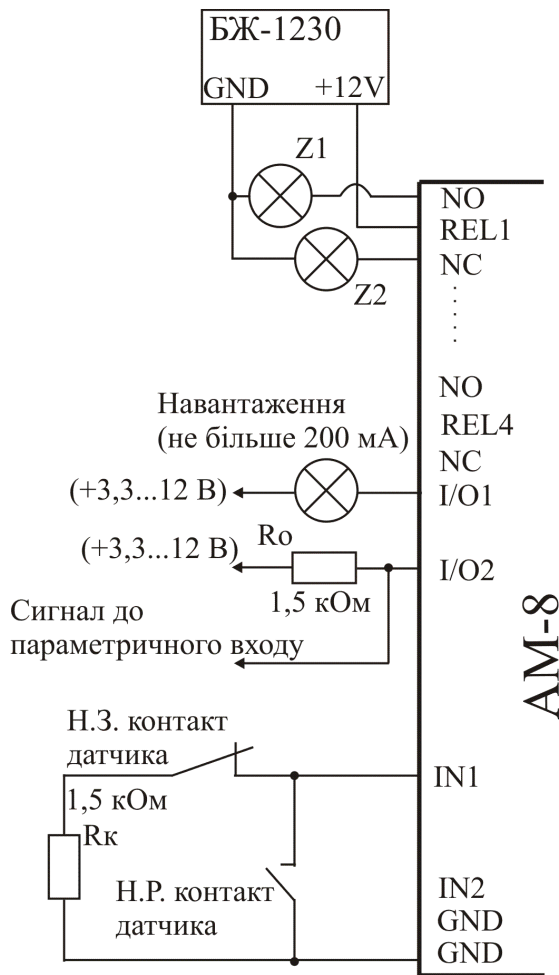 БЖ-1230
GND +12V
Z1
NO
REL1
Z2
NC
NO
Навантаження
(не більше 200 мА)
REL4
NC
(+3,3...12 В)
I/O1
(+3,3...12 В)
Ro
I/O2
1,5 кОм
Сигнал до
параметричного входу
АМ-8
Н.З. контакт
датчика
IN1
1,5 кОм
Rк
Н.Р. контакт
датчика
IN2
GND
GND